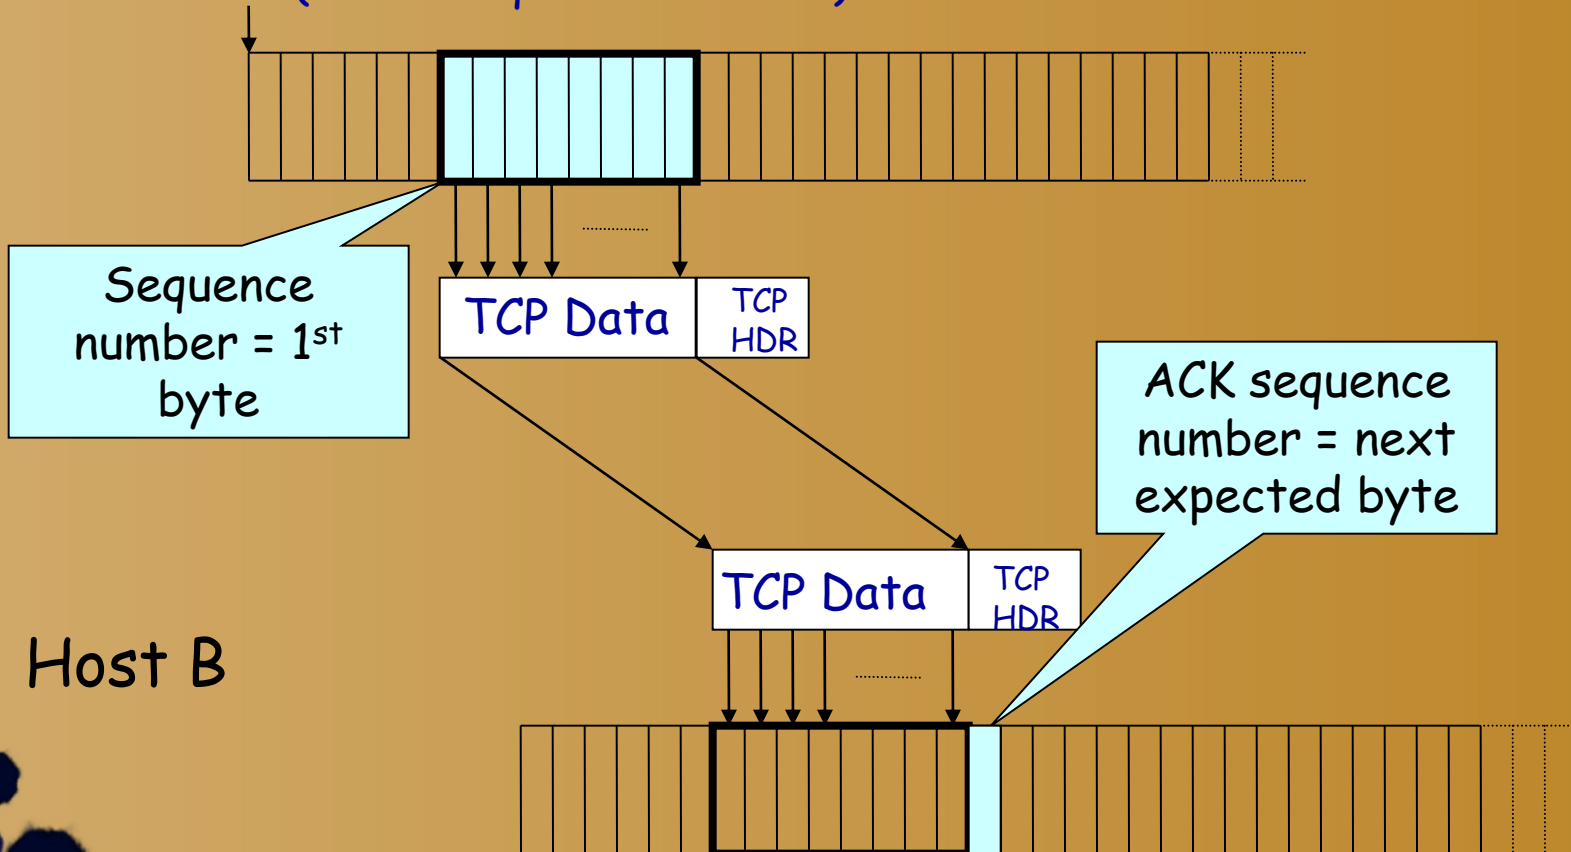 Sequence
number = 1st
byte
TCP Data
TCP
HDR
ACK sequence
number = next
expected byte
TCP Data
TCP
HDR
Host B